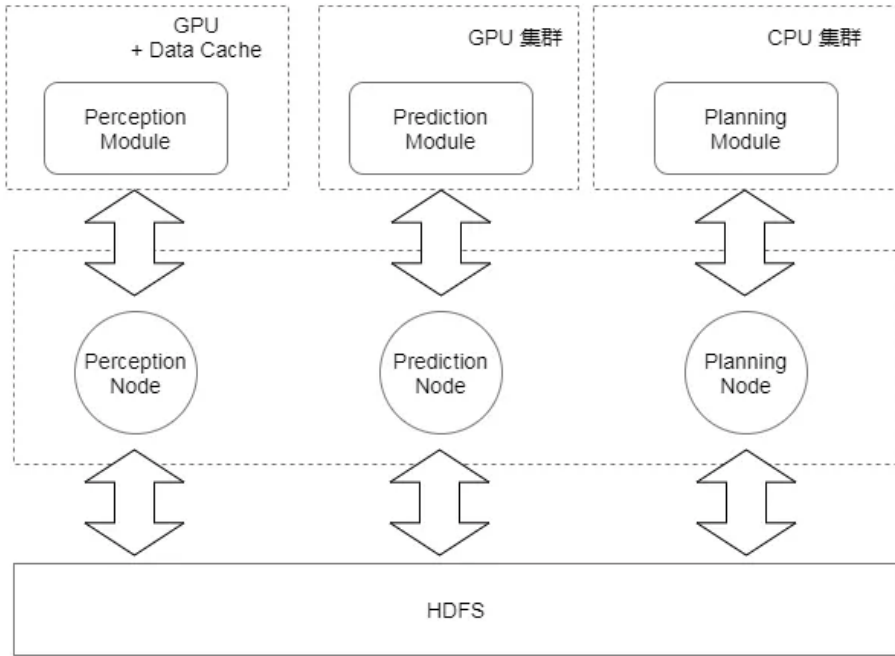 GPU
+ Data Cache
GPU 集群
CPU 集群
Perception
Module
Prediction
Module
Planning
Module
Perception
Node
Prediction
Node
Planning
Node
HDFS